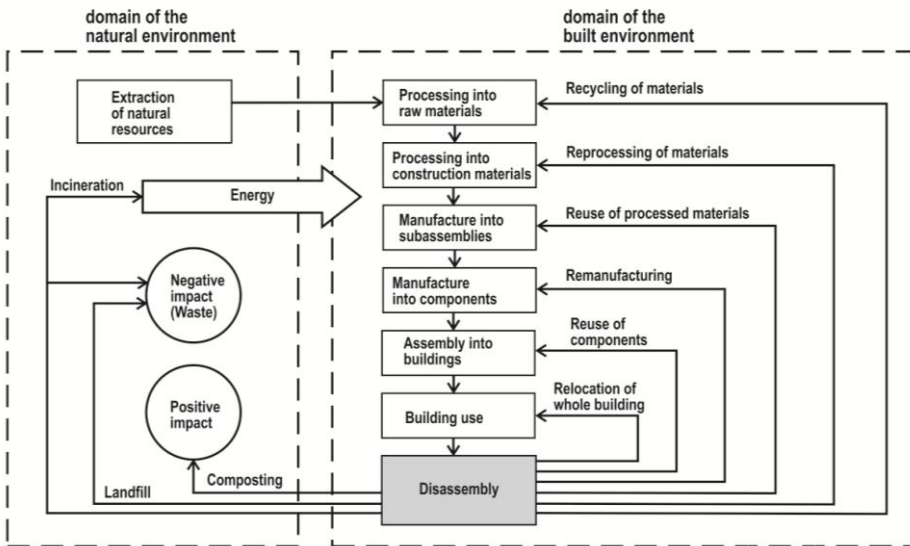 domain of the
natural environment
domain of the
built environment
Extraction
of natural
resources
Processing into
raw materials
Recycling of materials
Processing into
construction materials
Reprocessing of materials
Incineration
Energy
Manufacture into
subassemblies
Reuse of processed materials
Negative
impact
(Waste)
Manufacture
into components
Remanufacturing
Assembly into
buildings
Reuse of
components
Positive
impact
Building use
Relocation of
whole building
Composting
Landfill
Disassembly